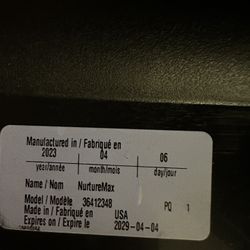 Manufactured in / Fabriqué en
2023 04 06
year/année month/mois day/jour
Name / Nom NurtureMax
Model / Modèle 36412348 PQ 1
Made in / Fabriqué en USA
Expires on / Expire le 2029-04-04